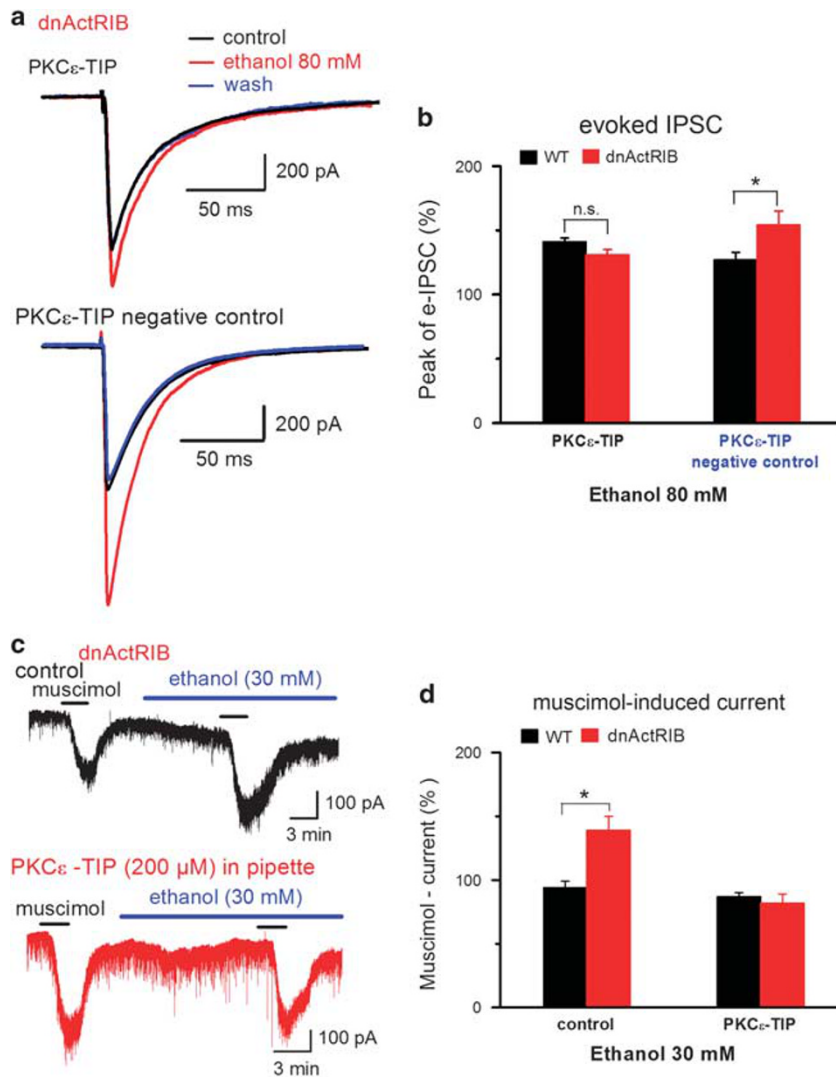 a
dnActRIB
PKCε-TIP
control
ethanol 80 mM
wash
200 pA
50 ms
PKCε-TIP negative control
200 pA
50 ms
b
evoked IPSC
WT
dnActRIB
Peak of e-IPSC (%)
200
100
0
n.s.
*
PKCε-TIP
PKCε-TIP
negative control
Ethanol 80 mM
c
dnActRIB
control
muscimol
ethanol (30 mM)
100 pA
3 min
PKCε -TIP (200 µM) in pipette
muscimol
ethanol (30 mM)
100 pA
3 min
d
muscimol-induced current
WT
dnActRIB
Muscimol - current (% )
200
100
0
*
control
PKCε-TIP
Ethanol 30 mM